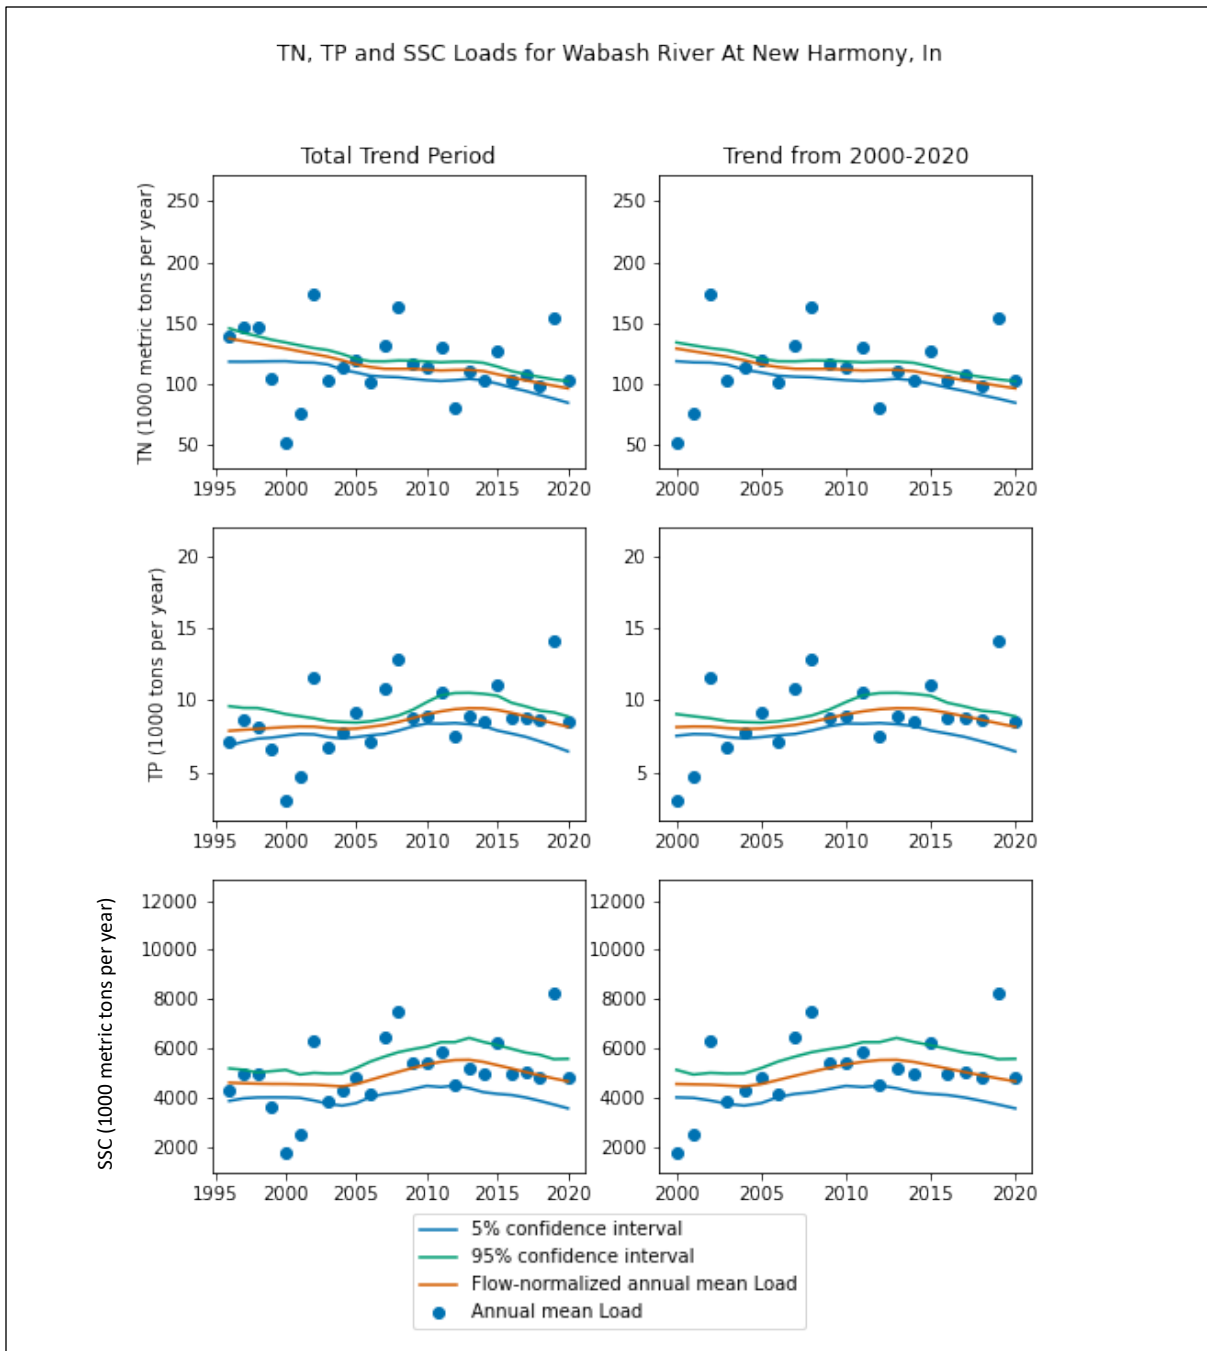 TN, TP and SSC Loads for Wabash River At New Harmony, In
Total Trend Period
Trend from 2000-2020
TN (1000 metric tons per year)
250
200
150
100
50
1995 2000 2005 2010 2015 2020
250
200
150
100
50
2000 2005 2010 2015 2020
TP (1000 tons per year)
20
15
10
5
1995 2000 2005 2010 2015 2020
20
15
10
5
2000 2005 2010 2015 2020
SSC (1000 metric tons per year)
12000
10000
8000
6000
4000
2000
1995 2000 2005 2010 2015 2020
12000
10000
8000
6000
4000
2000
2000 2005 2010 2015 2020
5% confidence interval
95% confidence interval
Flow-normalized annual mean Load
Annual mean Load